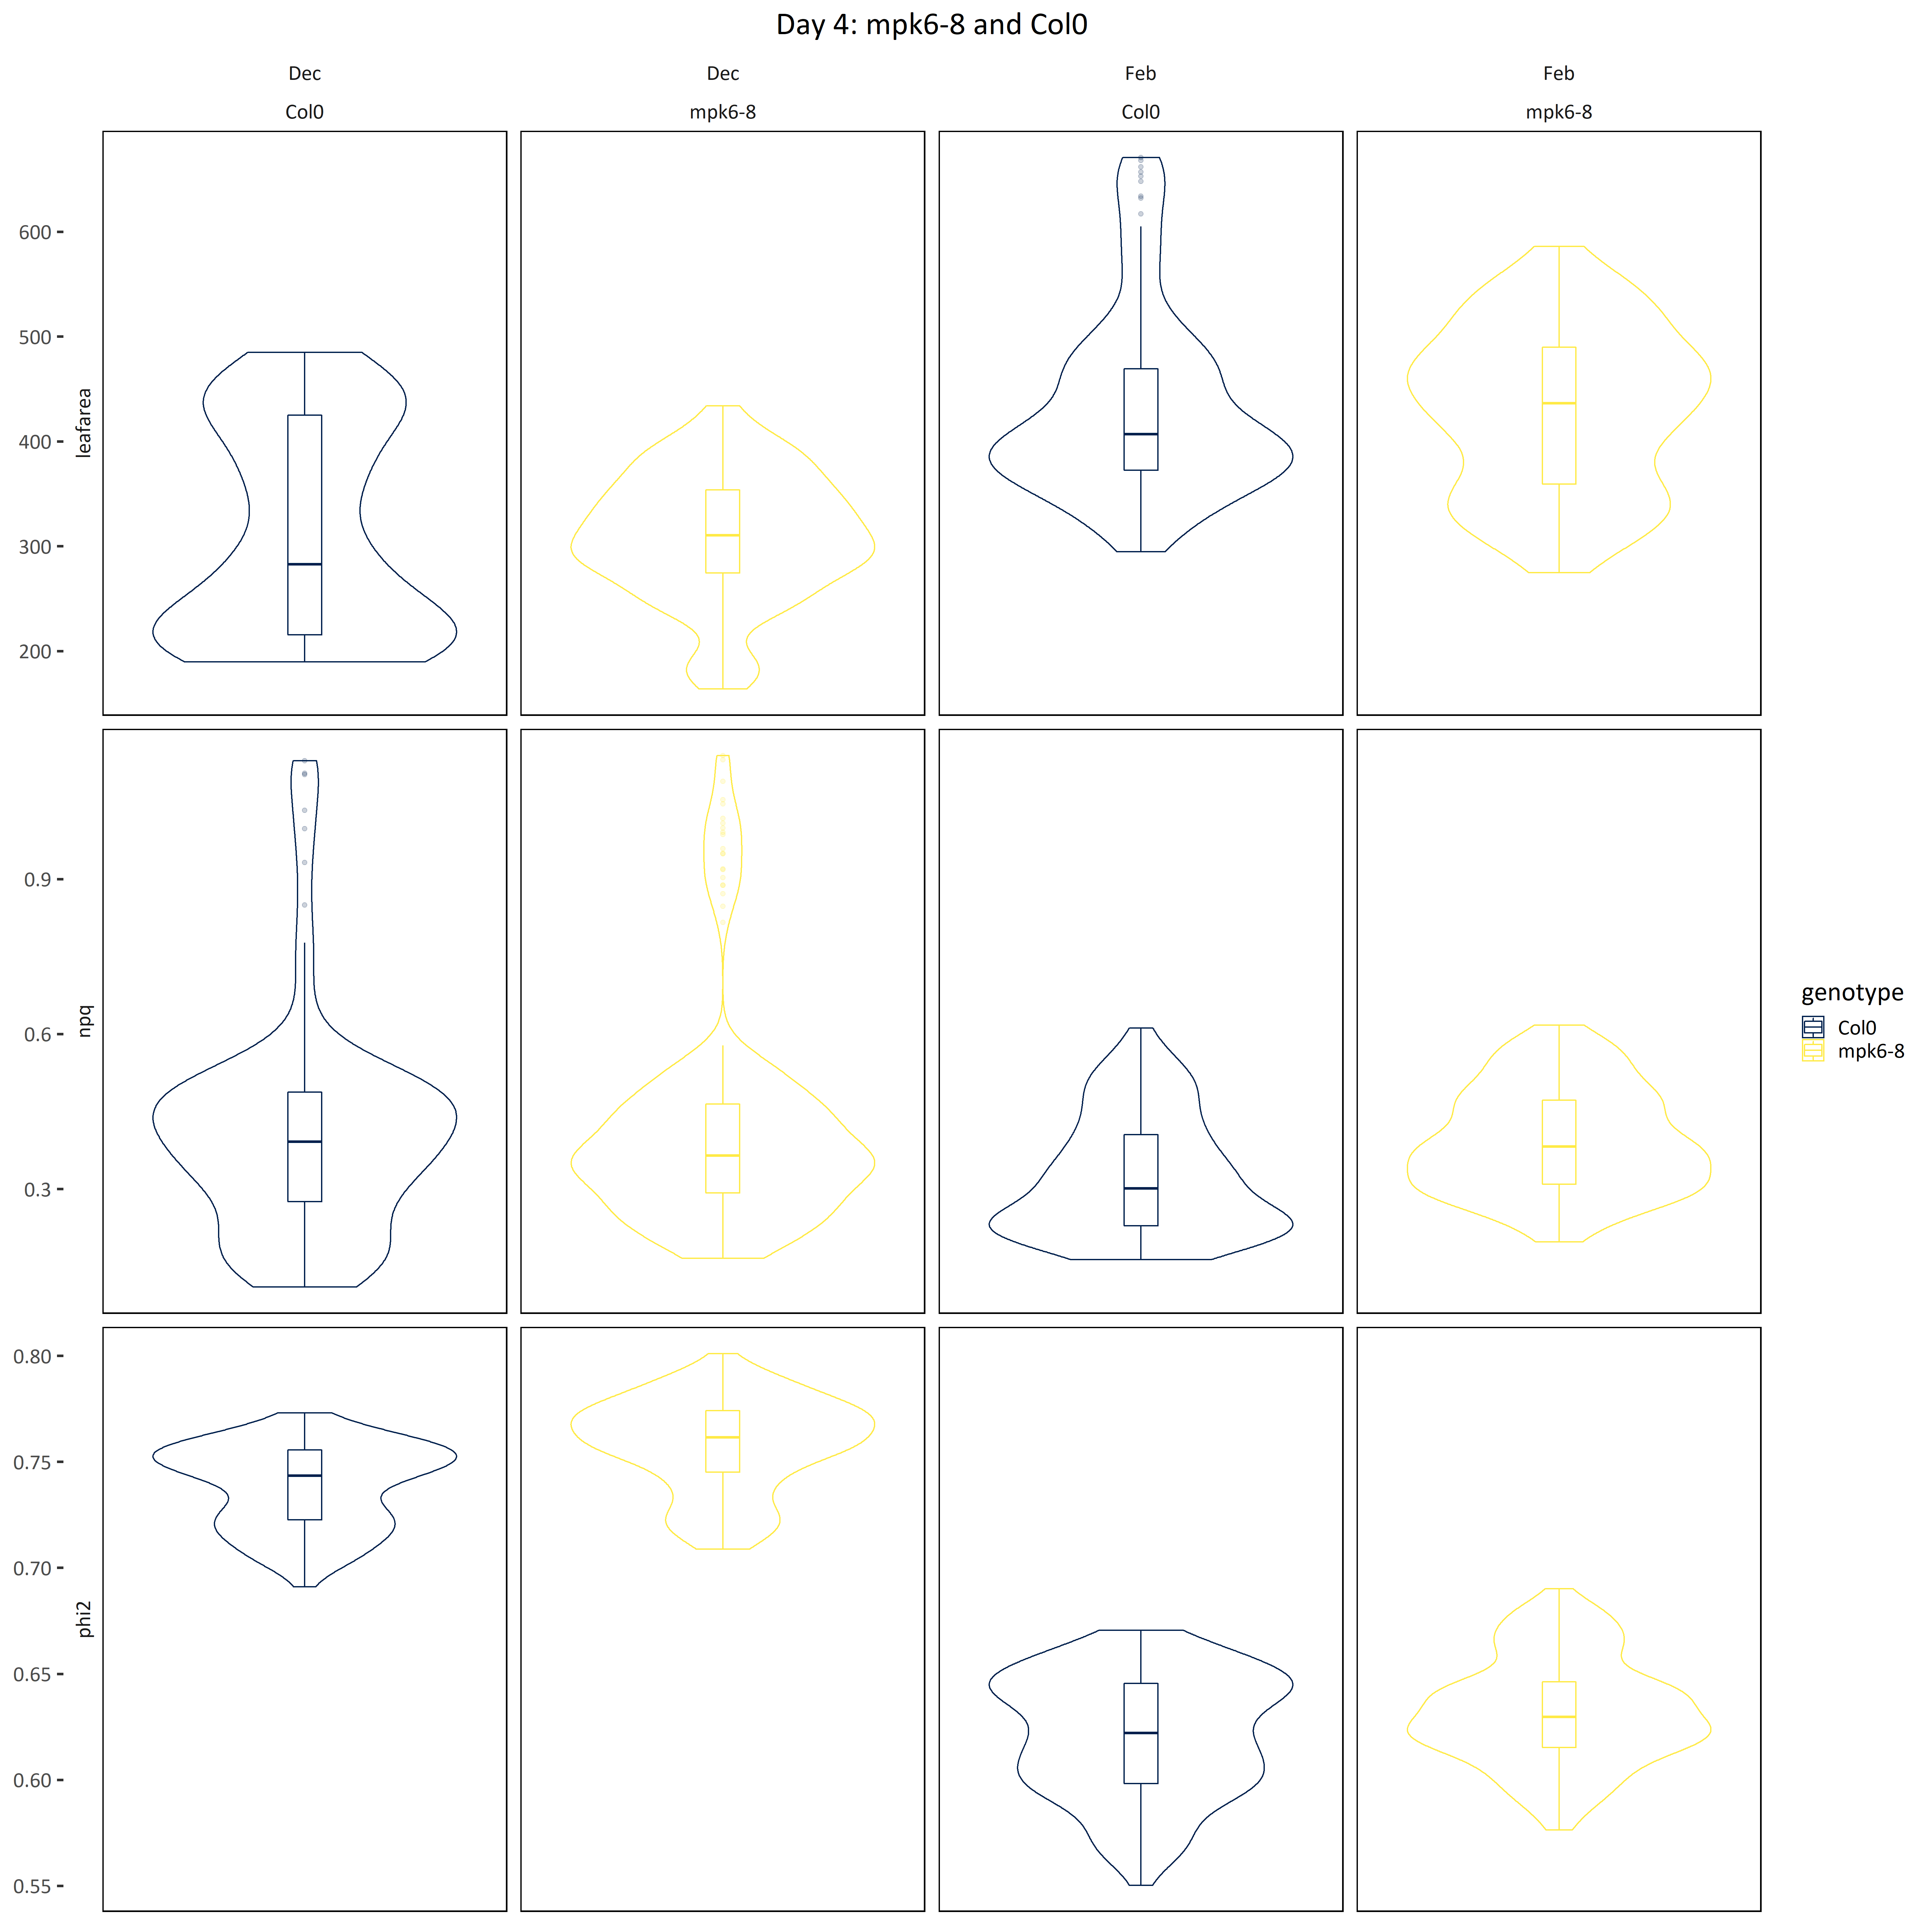 Day 4: mpk6-8 and Col0
Dec Dec Feb Feb
Col0 mpk6-8 Col0 mpk6-8
600
500
400
300
200
leafarea
0.9
0.6
0.3
npq
genotype
Col0
mpk6-8
0.80
0.75
0.70
0.65
0.60
0.55
phi2